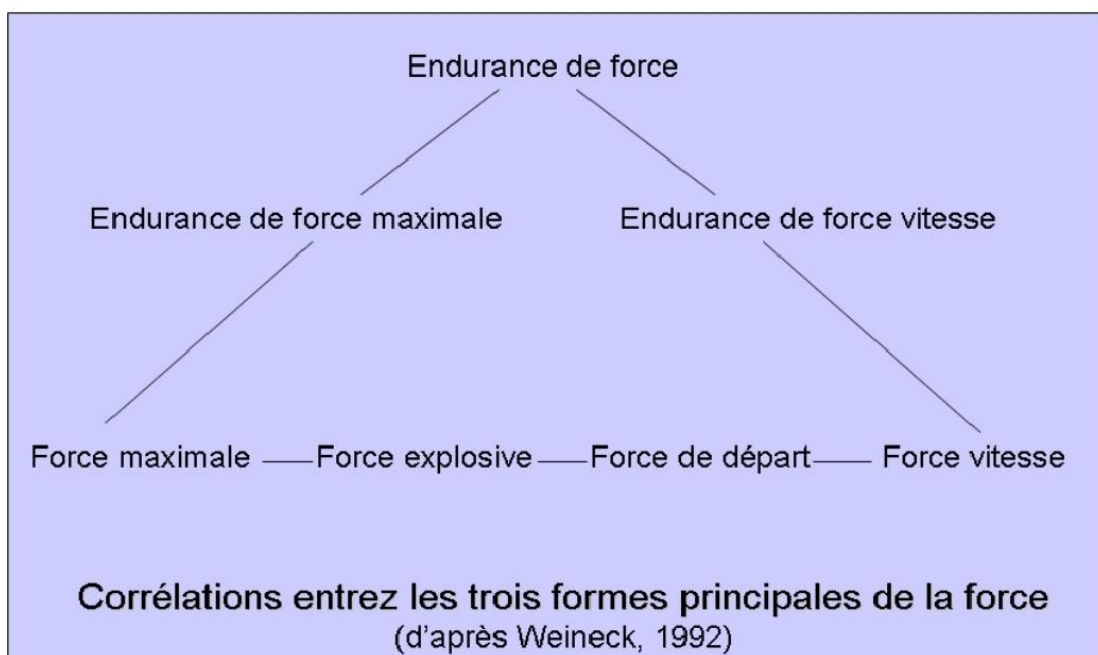 Endurance de force
Endurance de force maximale Endurance de force vitesse
Force maximale Force explosive Force de départ Force vitesse
Corrélations entrez les trois formes principales de la force
(d'après Weineck, 1992)